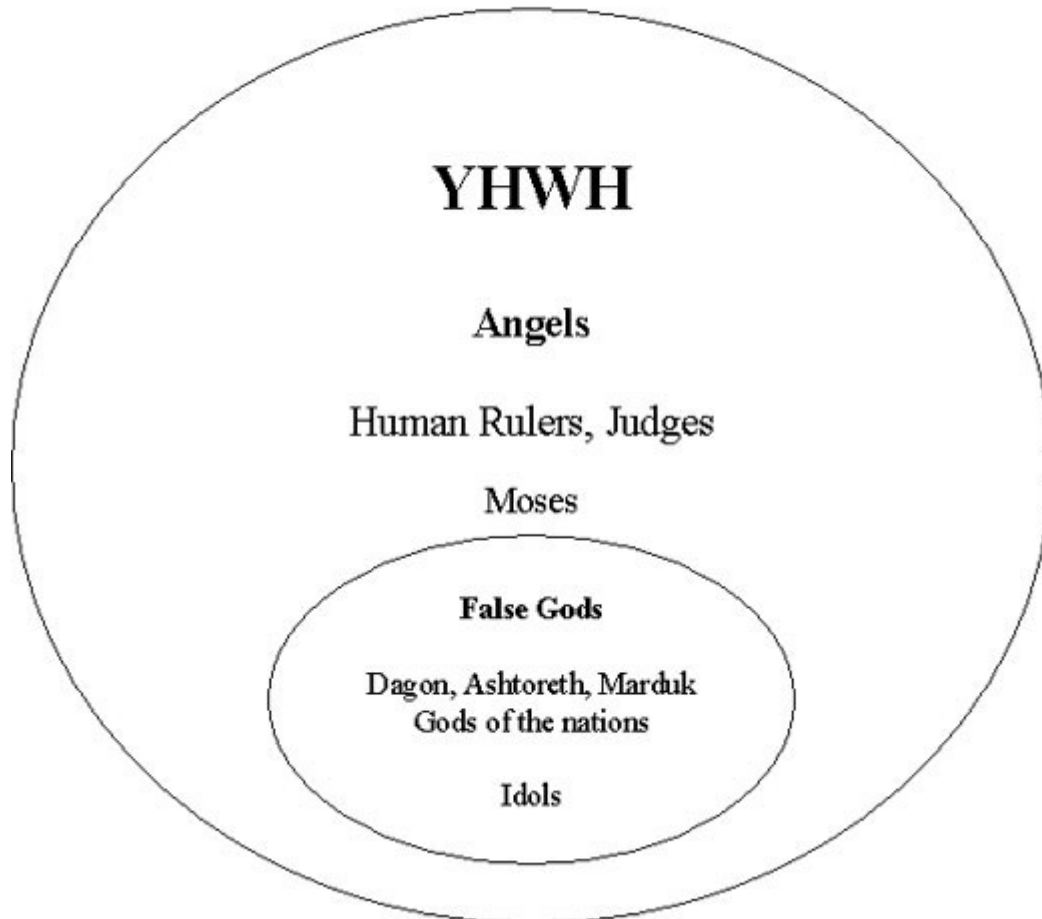 YHWH
Angels
Human Rulers, Judges
Moses
False Gods
Dagon, Ashtoreth, Marduk
Gods of the nations
Idols